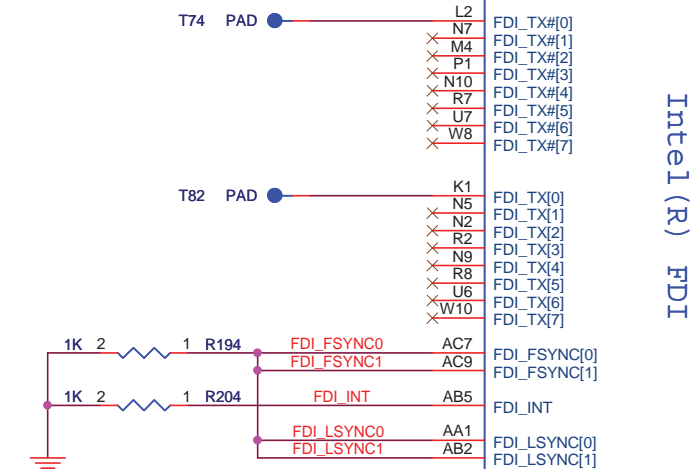 T74 PAD L2 FDI_TX#[0]
N7 FDI_TX#[1]
M4 FDI_TX#[2]
P1 FDI_TX#[3]
N10 FDI_TX#[4]
R7 FDI_TX#[5]
U7 FDI_TX#[6]
W8 FDI_TX#[7]
T82 PAD K1 FDI_TX[0]
N5 FDI_TX[1]
N2 FDI_TX[2]
R2 FDI_TX[3]
N9 FDI_TX[4]
R8 FDI_TX[5]
U6 FDI_TX[6]
W10 FDI_TX[7]
1K 2 1 R194 FDI_FSYNC0 AC7 FDI_FSYNC[0]
FDI_FSYNC1 AC9 FDI_FSYNC[1]
1K 2 1 R204 FDI_INT AB5 FDI_INT
FDI_LSYNC0 AA1 FDI_LSYNC[0]
FDI_LSYNC1 AB2 FDI_LSYNC[1]
Intel(R) FDI